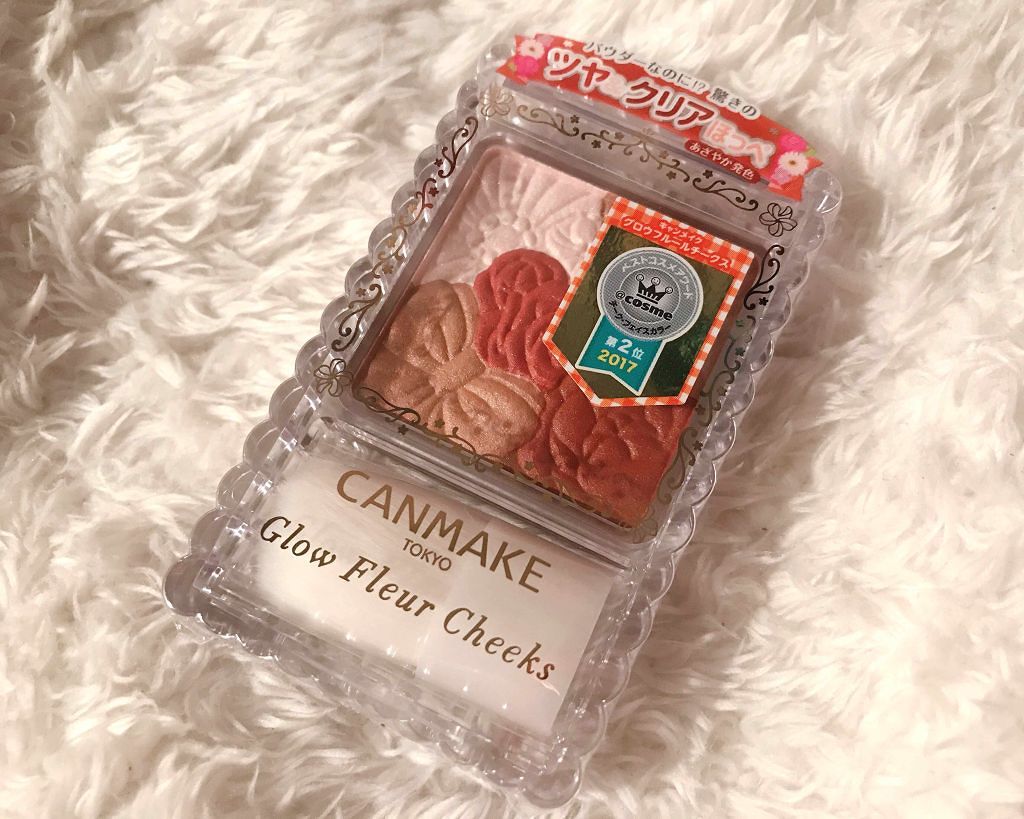 パウダーなのに!? 驚きの
ツヤ クリアほっぺ
あざやか発色
キャンメイク
グロウフルールチークス
ベストコスメアワード
@cosme
チーク・フェイスカラー
第2位
2017
CANMAKE
TOKYO
Glow Fleur Cheeks